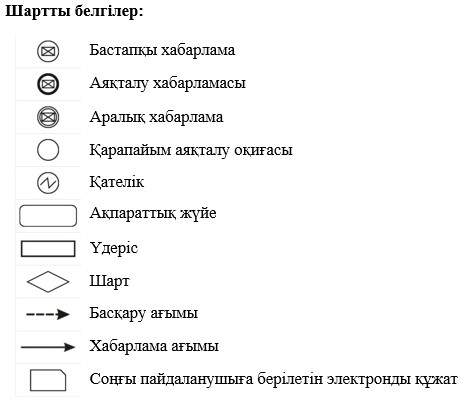 Шартты белгілер:
Бастапқы хабарлама
Аяқталу хабарламасы
Аралық хабарлама
Қарапайым аяқталу оқиғасы
Қателік
Ақпараттық жүйе
Үдеріс
Шарт
Басқару ағымы
Хабарлама ағымы
Соңғы пайдаланушыға берілетін электронды құжат